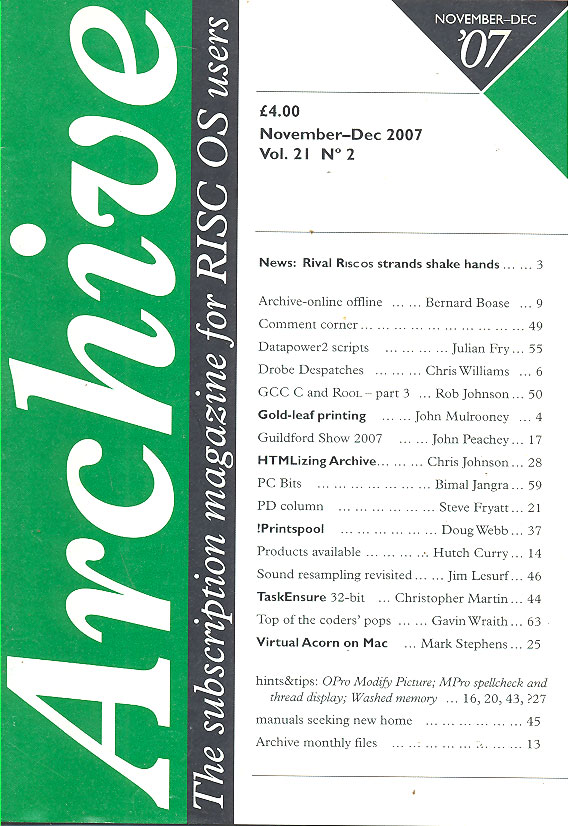 Archive
The subscription magazine for RISC OS users
NOVEMBER–DEC
'07
£4.00
November–Dec 2007
Vol. 21 Nº 2
News: Rival RISCOS strands shake hands ... ... 3
Archive-online offline ... ... Bernard Boase ... 9
Comment corner ... ... ... ... ... ... ... ... ... 49
Datapower2 scripts ... ... ... ... Julian Fry ... 55
Drobe Despatches ... ... ... Chris Williams ... 6
GCC C and ROOL – part 3 ... Rob Johnson ... 50
Gold-leaf printing ... ... John Mulrooney ... 4
Guildford Show 2007 ... ... John Peachey ... 17
HTMLizing Archive ... ... ... Chris Johnson ... 28
PC Bits ... ... ... ... ... ... ... Bimal Jangra ... 59
PD column ... ... ... ... ... ... Steve Fryatt ... 21
!Printspool ... ... ... ... ... ... Doug Webb ... 37
Products available ... ... ... ... Hutch Curry ... 14
Sound resampling revisited ... ... Jim Lesurf ... 46
TaskEnsure 32-bit ... Christopher Martin ... 44
Top of the coders' pops ... ... Gavin Wraith ... 63
Virtual Acorn on Mac ... Mark Stephens ... 25
hints&tips: OPro Modify Picture; MPro spellcheck and
thread display; Washed memory ... 16, 20, 43, ?27
manuals seeking new home ... ... ... ... ... ... 45
Archive monthly files ... ... ... ... ... ... ... 13